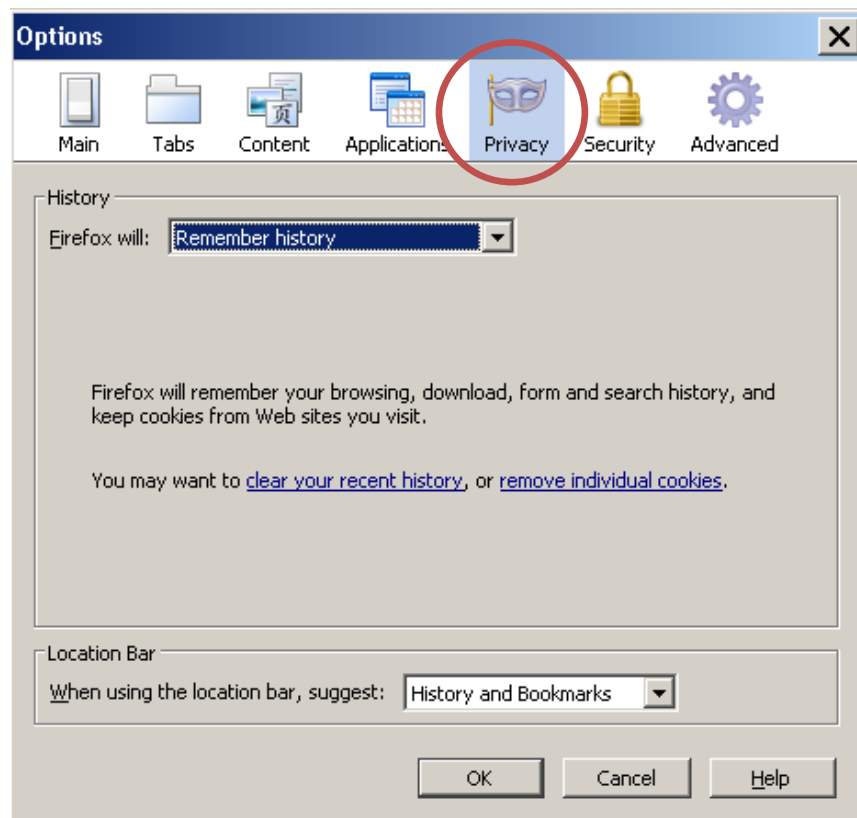 Options
Main Tabs Content Applications Privacy Security Advanced
页
History
Firefox will: Remember history
Firefox will remember your browsing, download, form and search history, and
keep cookies from Web sites you visit.
You may want to clear your recent history, or remove individual cookies.
Location Bar
When using the location bar, suggest: History and Bookmarks
OK Cancel Help